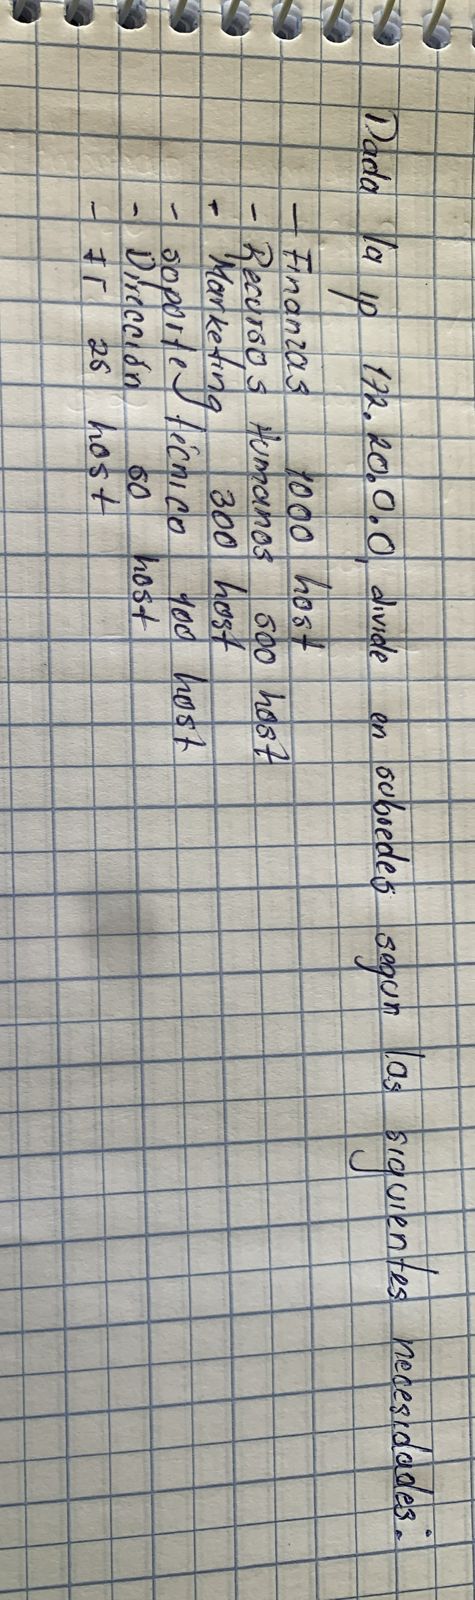 Dada la ip 172.20.0.0, divide en subredes segun las siguientes necesidades:
- Finanzas 1000 host
- Recursos Humanos 500 host
- Marketing 300 host
- soporte técnico 100 host
- Dirección 50 host
- IT 25 host